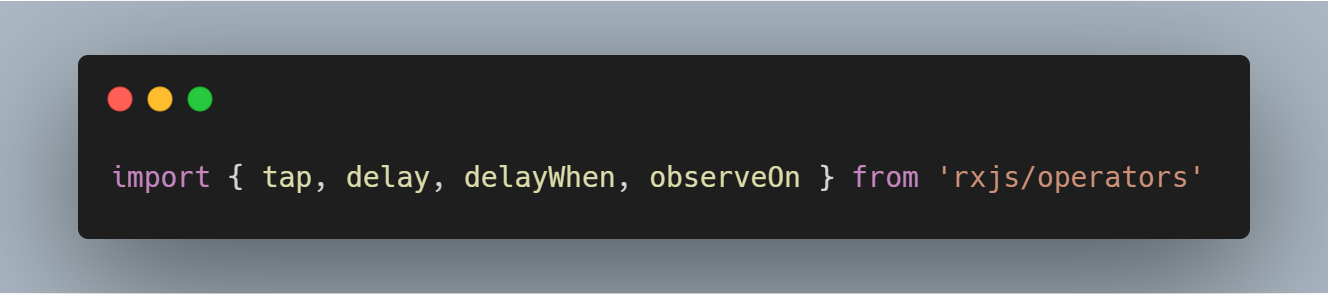 import { tap, delay, delayWhen, observeOn } from 'rxjs/operators'